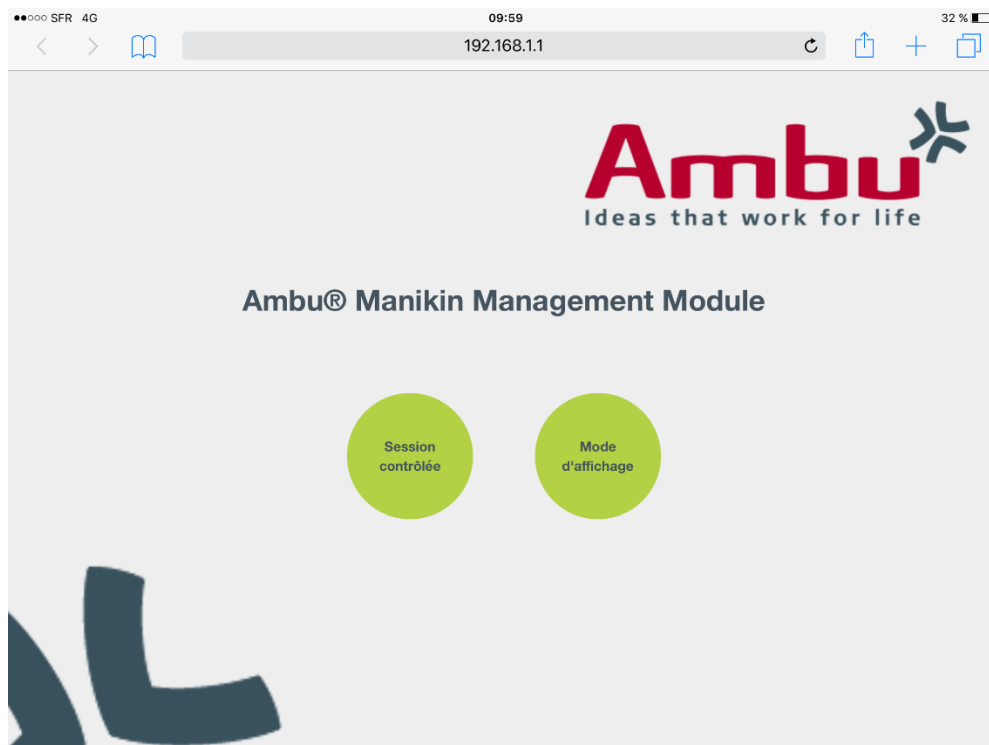 SFR 4G
09:59
32 %
192.168.1.1
Ambu
Ideas that work for life
Ambu® Manikin Management Module
Session
contrôlée
Mode
d'affichage